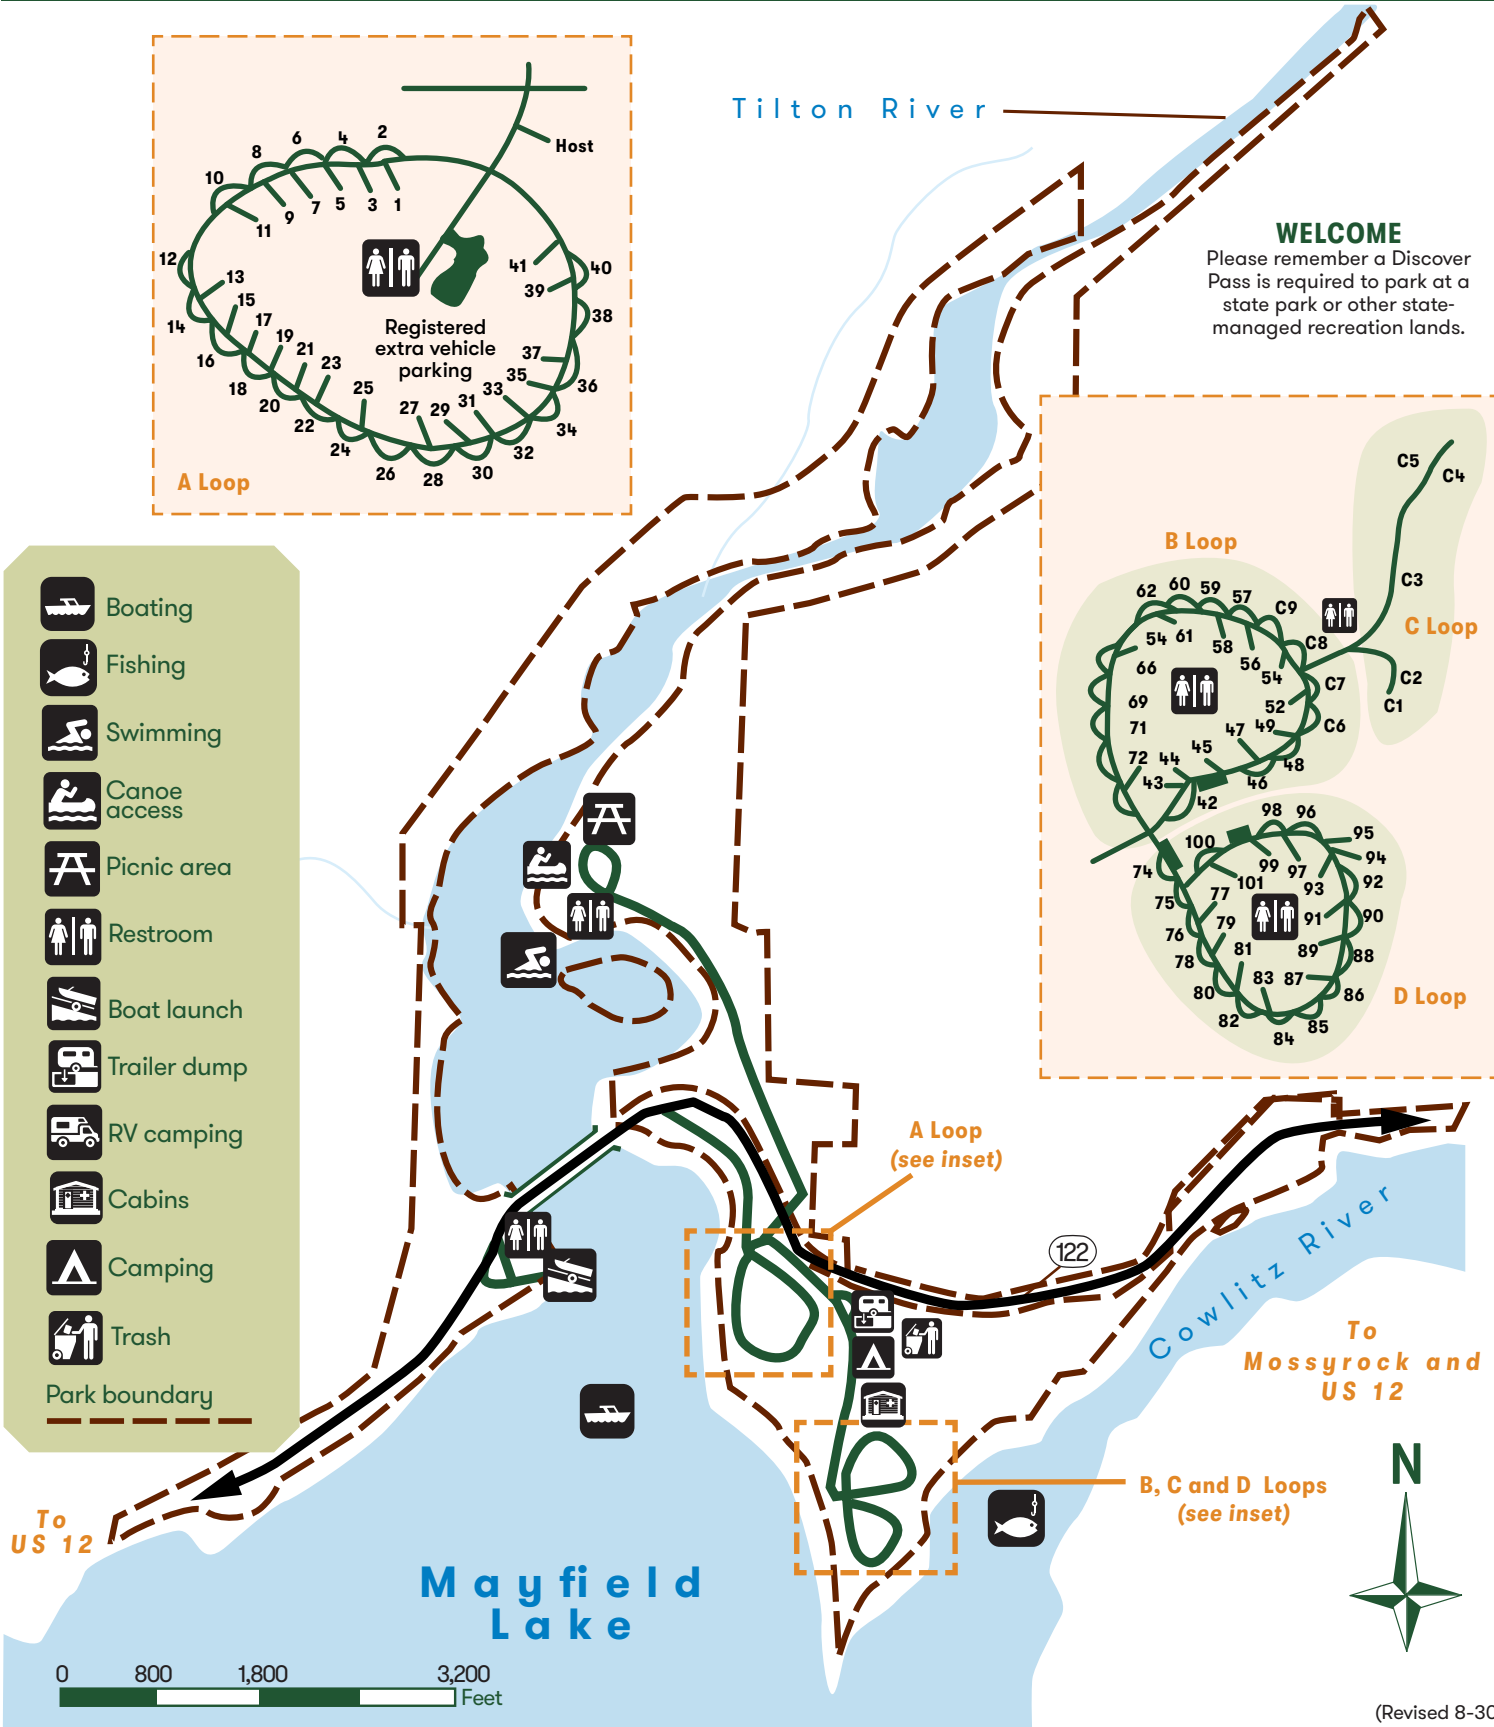 Tilton River
WELCOME
Please remember a Discover
Pass is required to park at a
state park or other state-
managed recreation lands.
Host
2
4
6
8
10
1
3
5
7
9
11
12
13
14
15
16
17
18
19
20
21
22
23
24
25
26
27
28
29
30
31
32
33
34
35
36
37
38
39
40
41
Registered
extra vehicle
parking
A Loop
Boating
Fishing
Swimming
Canoe
access
Picnic area
Restroom
Boat launch
Trailer dump
RV camping
Cabins
Camping
Trash
Park boundary
B Loop
C5
C4
C3
C Loop
C2
C1
62
60
59
57
C9
C8
54
61
58
56
54
66
C7
69
52
71
47
49
C6
72
44
45
48
43
46
42
98
96
95
100
94
99
97
74
101
93
92
77
75
91
90
79
76
81
89
88
78
83
87
80
86
82
85
84
D Loop
A Loop
(see inset)
122
Cowlitz River
To
Mossyrock and
US 12
B, C and D Loops
(see inset)
N
To
US 12
Mayfield
Lake
0 800 1,800 3,200
Feet
(Revised 8-30